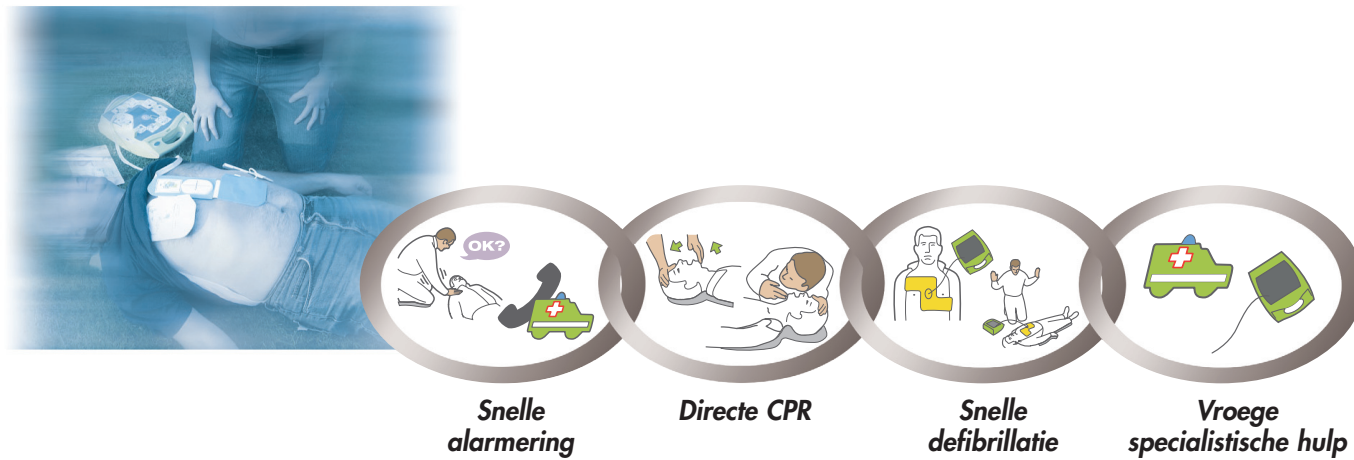 OK?
Snelle
alarmering
Directe CPR
Snelle
defibrillatie
Vroege
specialistische hulp